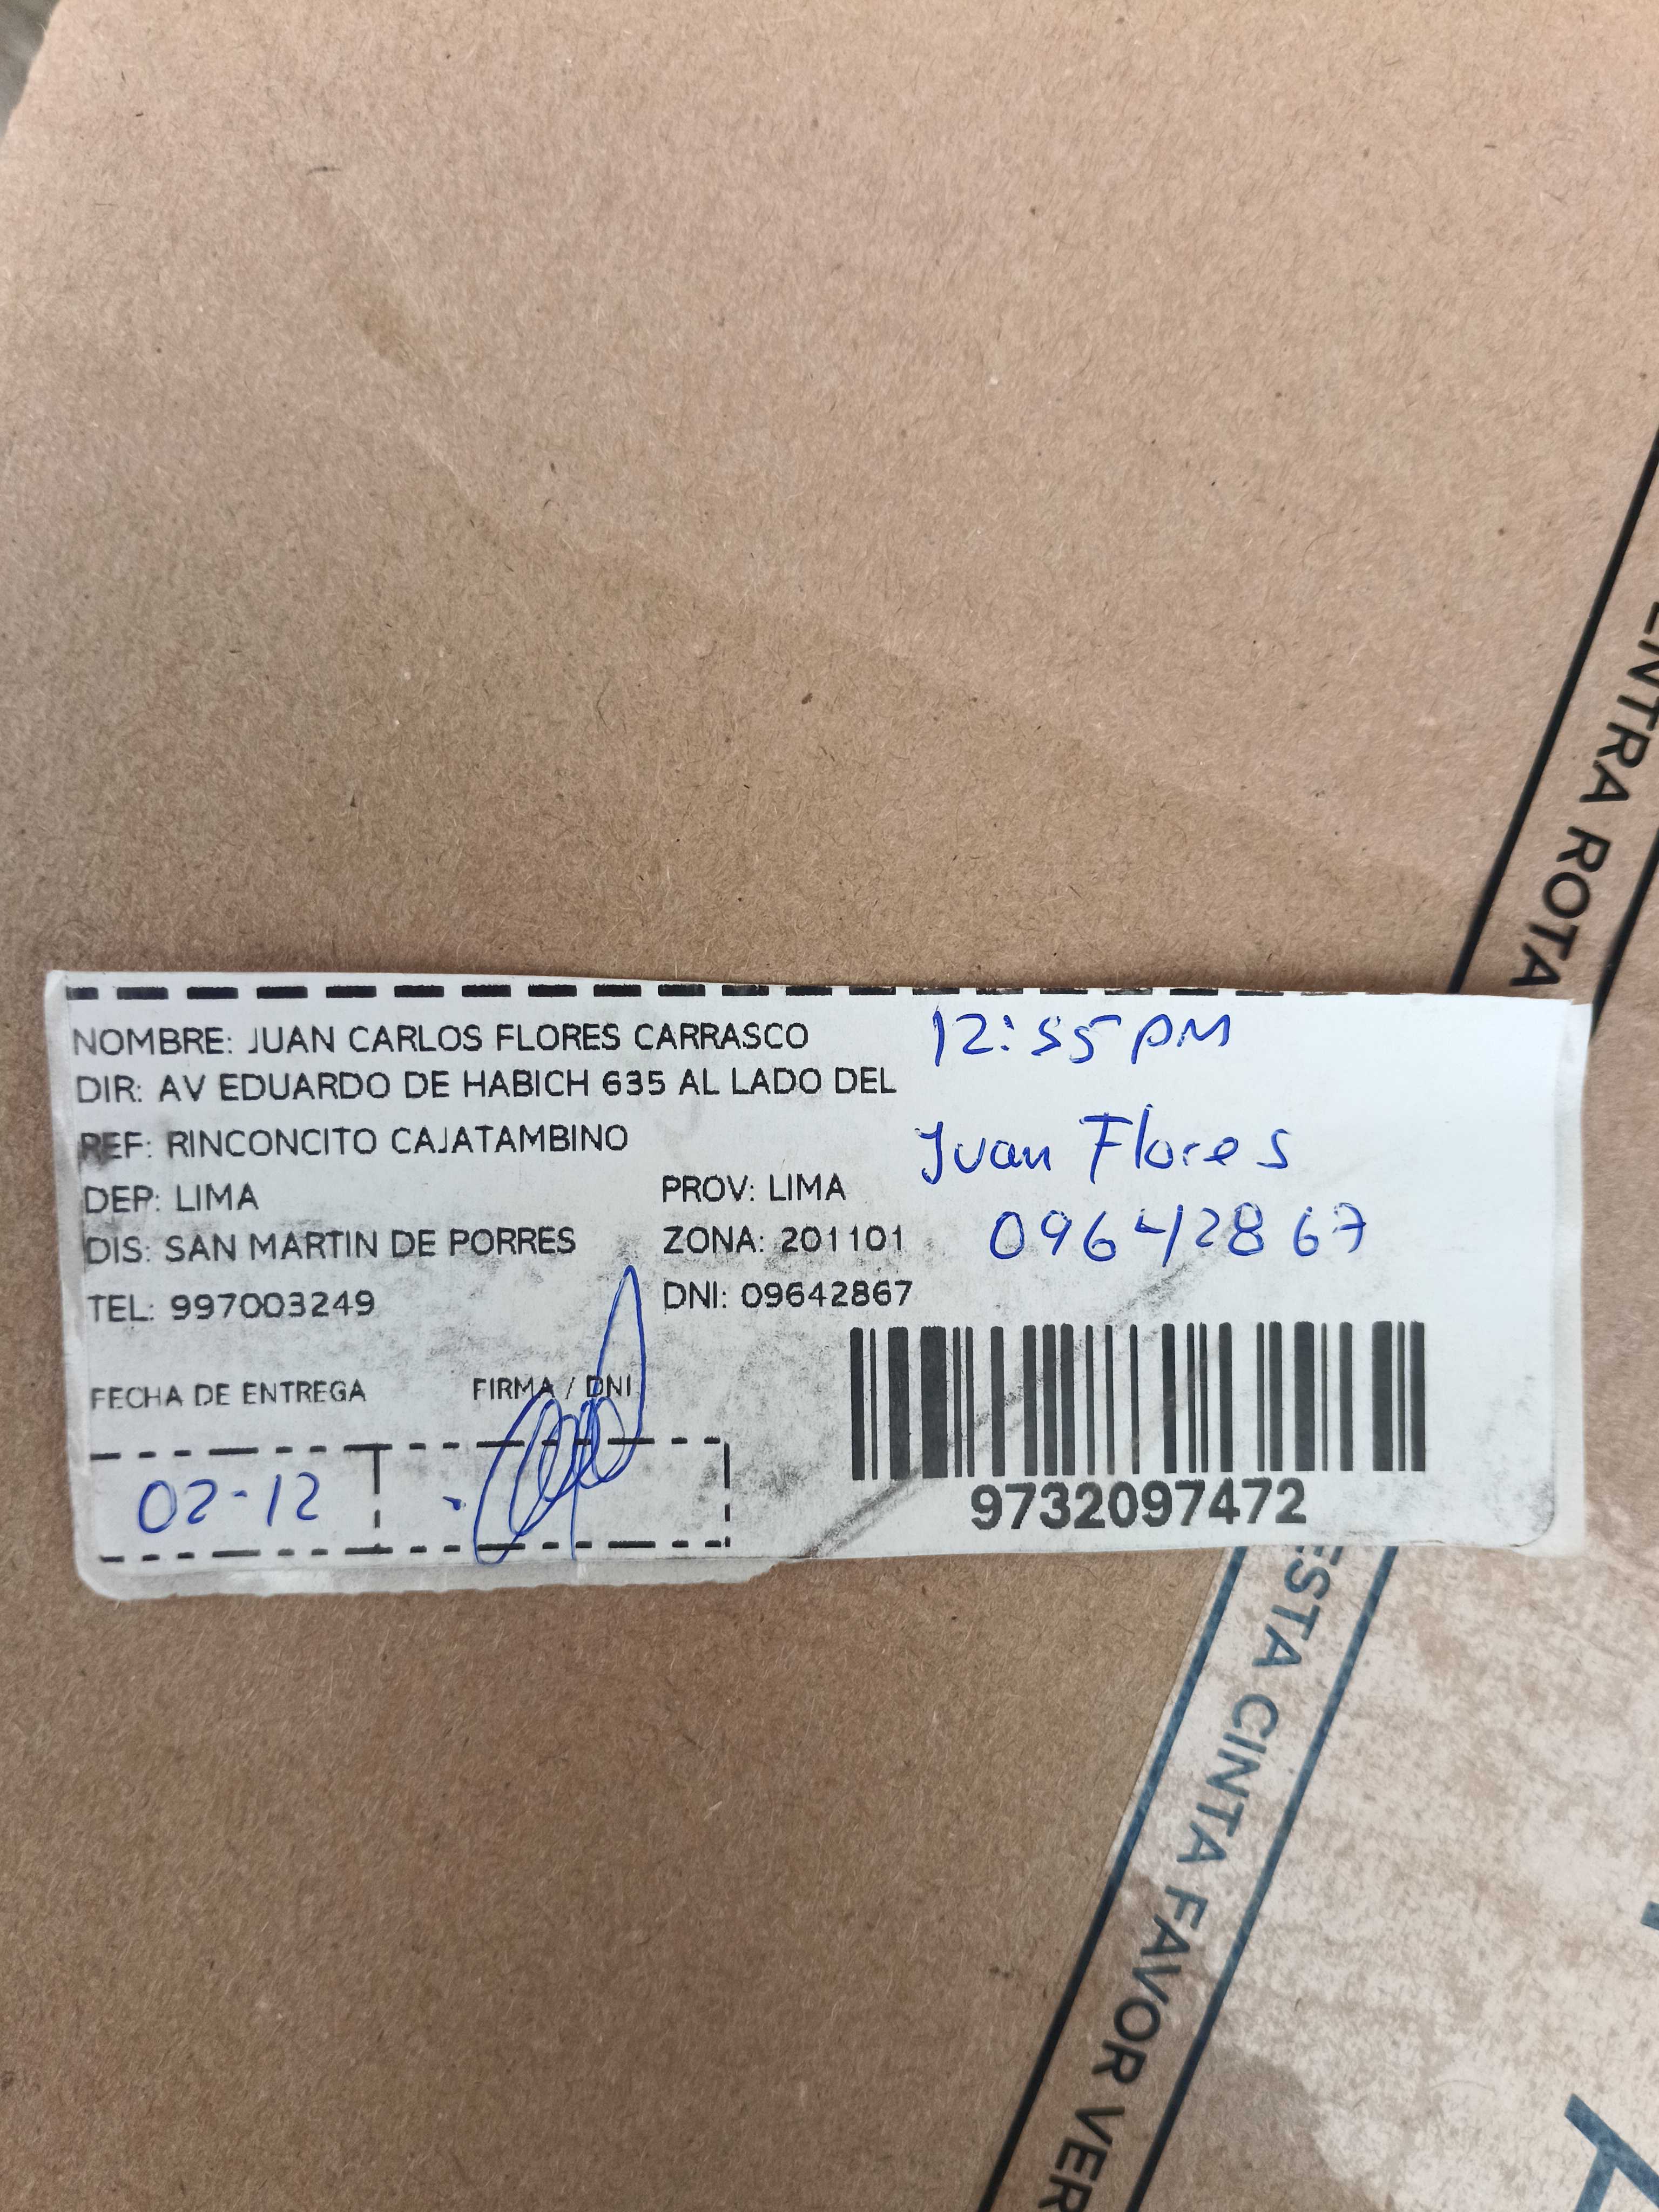 NOMBRE: JUAN CARLOS FLORES CARRASCO
12:55 PM
DIR: AV EDUARDO DE HABICH 635 AL LADO DEL
REF: RINCONCITO CAJATAMBINO
Juan Flores
DEP: LIMA PROV: LIMA
09642867
DIS: SAN MARTIN DE PORRES ZONA: 201101
TEL: 997003249 DNI: 09642867
FECHA DE ENTREGA FIRMA / DNI
02-12
9732097472
ENTRA ROTA
ESTA CINTA FAVOR VER